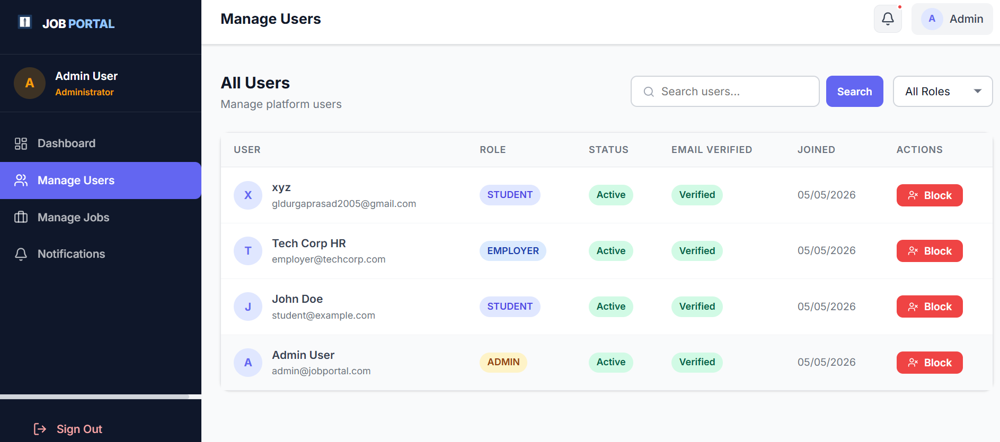 JOB PORTAL
A
Admin User
Administrator
Dashboard
Manage Users
Manage Jobs
Notifications
Sign Out
Manage Users
A
Admin
All Users
Manage platform users
Search users...
Search
All Roles
USER ROLE STATUS EMAIL VERIFIED JOINED ACTIONS
X
xyz
gldurgaprasad2005@gmail.com
STUDENT Active Verified 05/05/2026 Block
T
Tech Corp HR
employer@techcorp.com
EMPLOYER Active Verified 05/05/2026 Block
J
John Doe
student@example.com
STUDENT Active Verified 05/05/2026 Block
A
Admin User
admin@jobportal.com
ADMIN Active Verified 05/05/2026 Block